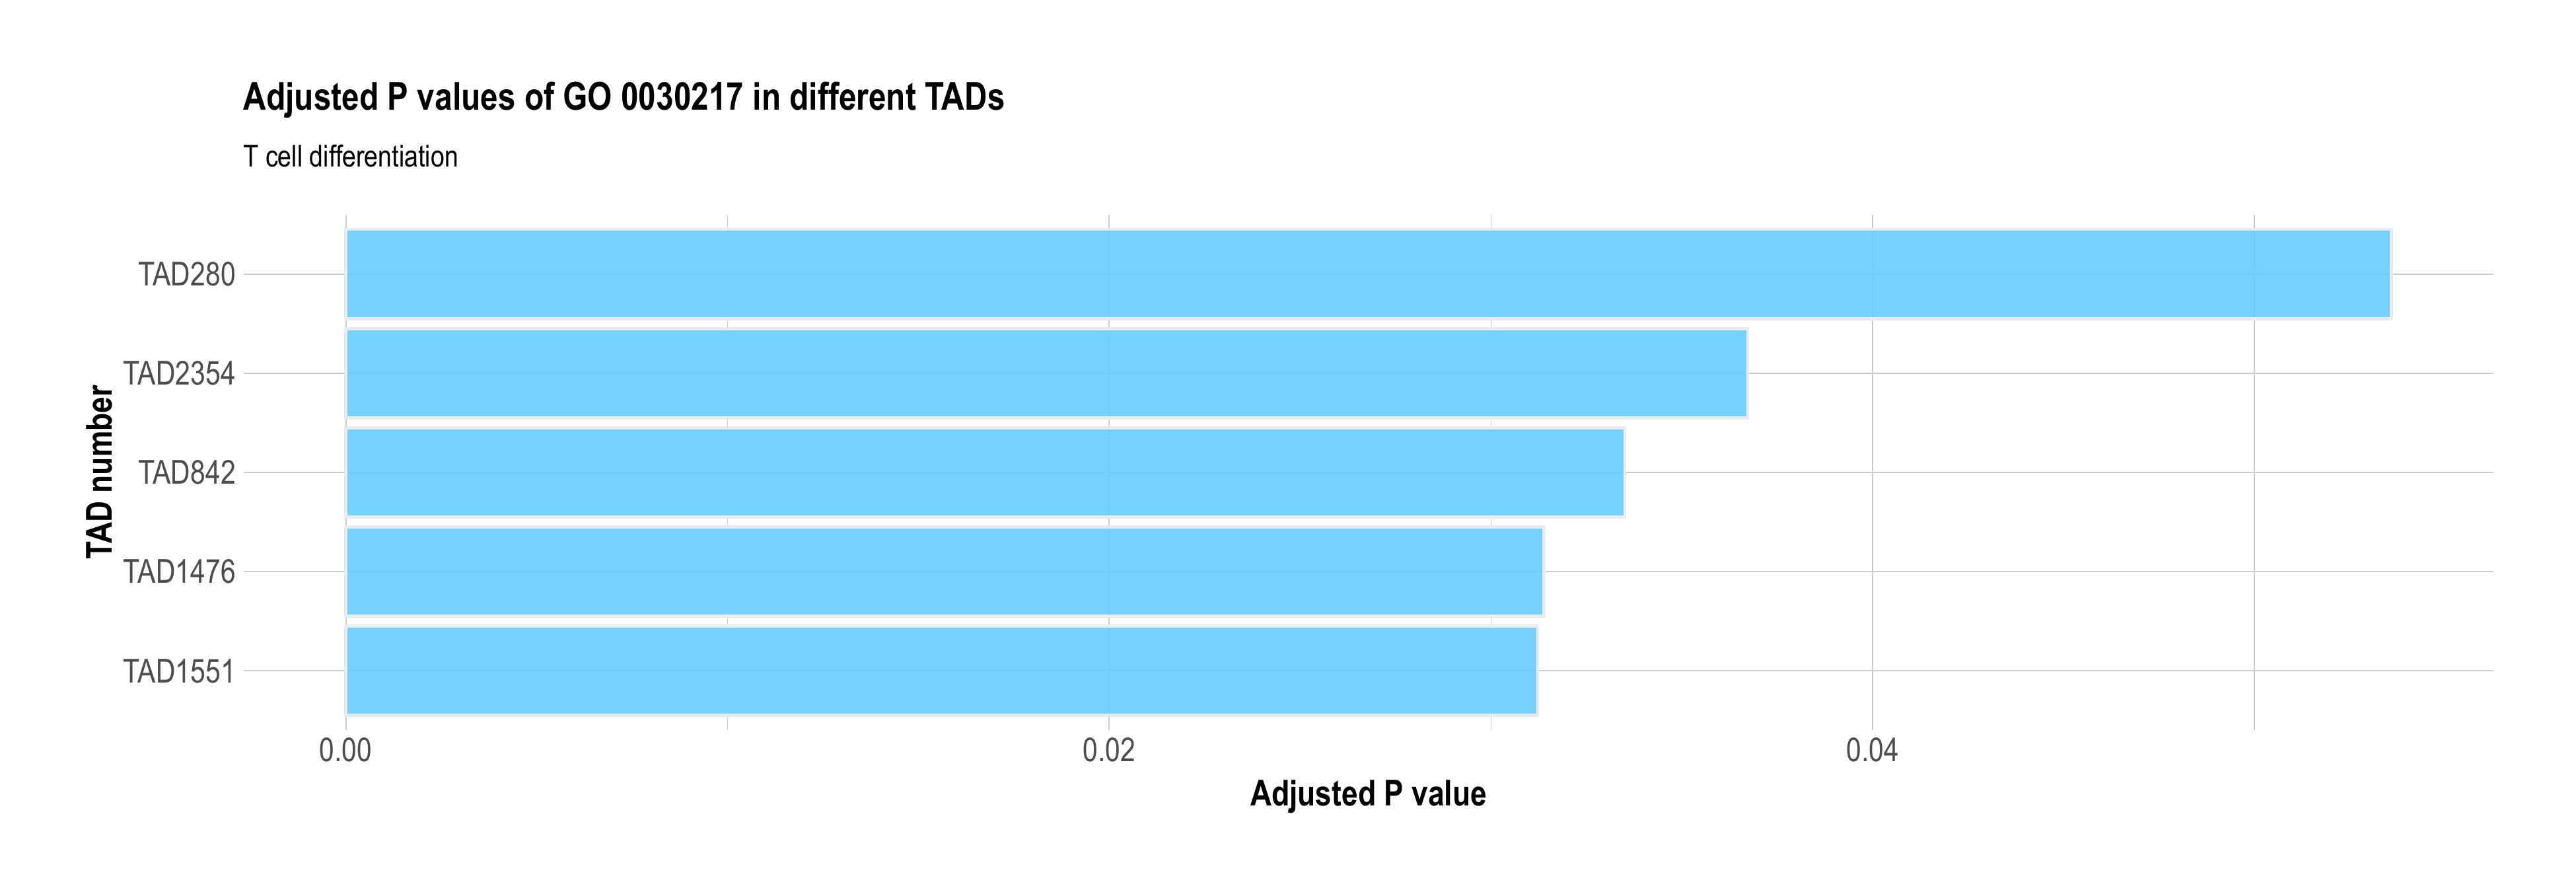 Adjusted P values of GO 0030217 in different TADs
T cell differentiation
TAD number
TAD280
TAD2354
TAD842
TAD1476
TAD1551
0.00
0.02
0.04
Adjusted P value